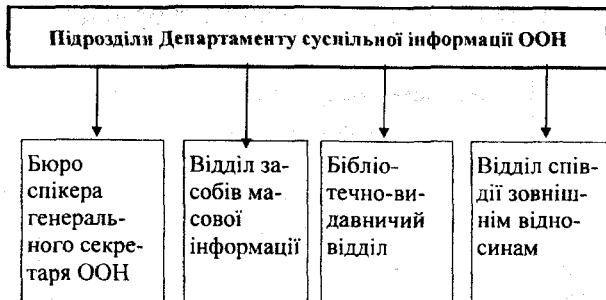 Підрозділи Департаменту суспільної інформації ООН
Бюро
спікера
генераль-
ного секре-
таря ООН
Відділ за-
собів ма-
сової
інформації
Бібліо-
течно-ви-
давничий
відділ
Відділ спів-
дії зовніш-
нім відно-
синам